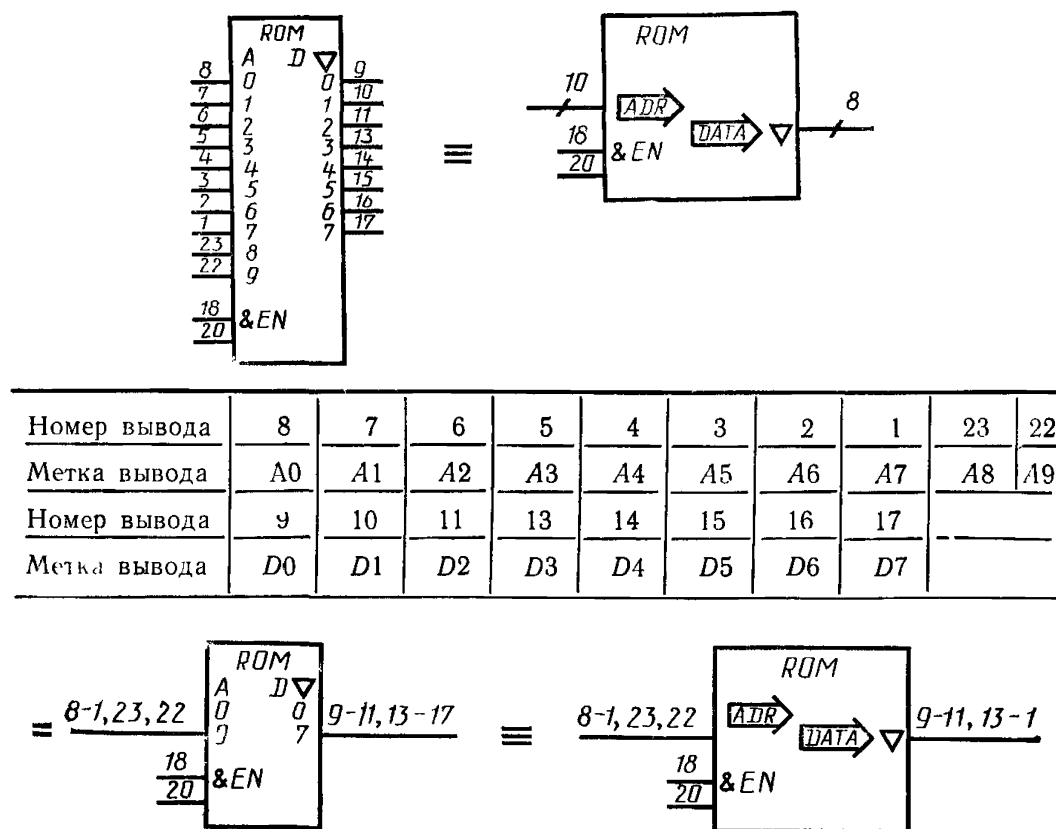 ROM
A D ▽
8 0 0 9
7 1 1 10
6 2 2 11
5 3 3 13
4 4 4 14
3 5 5 15
2 6 6 16
1 7 7 17
23 8
22 9
18
20 &EN
≡
ROM
10
ADR
DATA ▽ 8
18
20 &EN
Номер вывода 8 7 6 5 4 3 2 1 23 22
Метка вывода A0 A1 A2 A3 A4 A5 A6 A7 A8 A9
Номер вывода 9 10 11 13 14 15 16 17
Метка вывода D0 D1 D2 D3 D4 D5 D6 D7
≡
ROM
A D ▽
8-1, 23, 22 0 0 9-11, 13-17
7
18
20 &EN
≡
ROM
8-1, 23, 22 ADR
DATA ▽ 9-11, 13-1
18
20 &EN